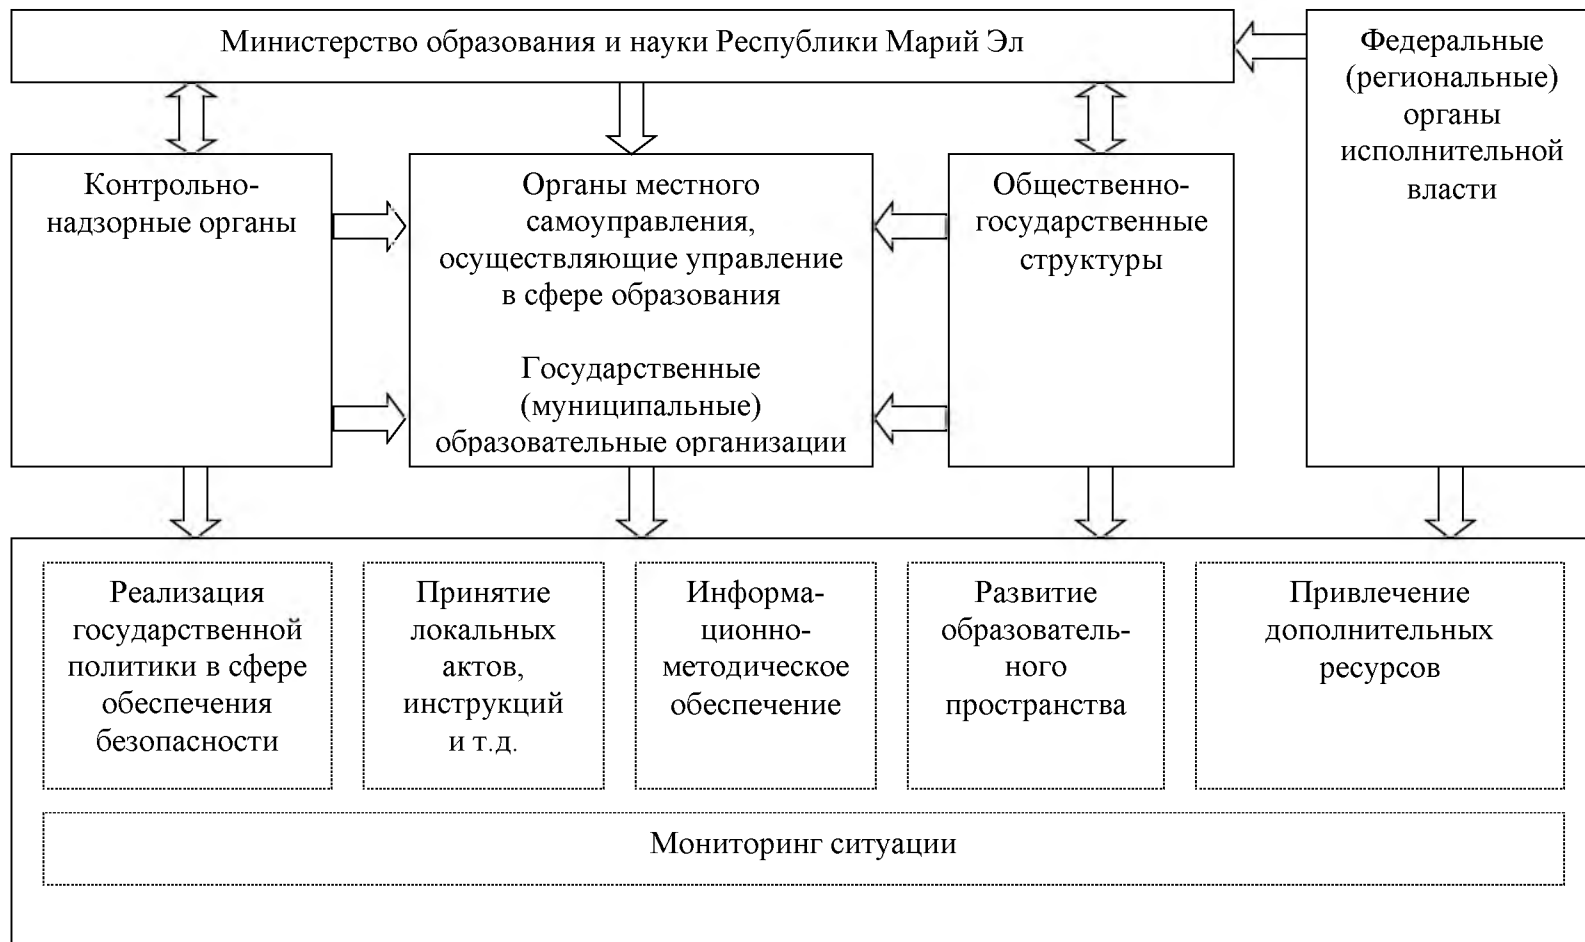 Министерство образования и науки Республики Марий Эл
Федеральные
(региональные)
органы
исполнительной
власти
Контрольно-
надзорные органы
Органы местного
самоуправления,
осуществляющие управление
в сфере образования
Государственные
(муниципальные)
образовательные организации
Общественно-
государственные
структуры
Реализация
государственной
политики в сфере
обеспечения
безопасности
Принятие
локальных
актов,
инструкций
и т.д.
Информа-
ционно-
методическое
обеспечение
Развитие
образователь-
ного
пространства
Привлечение
дополнительных
ресурсов
Мониторинг ситуации